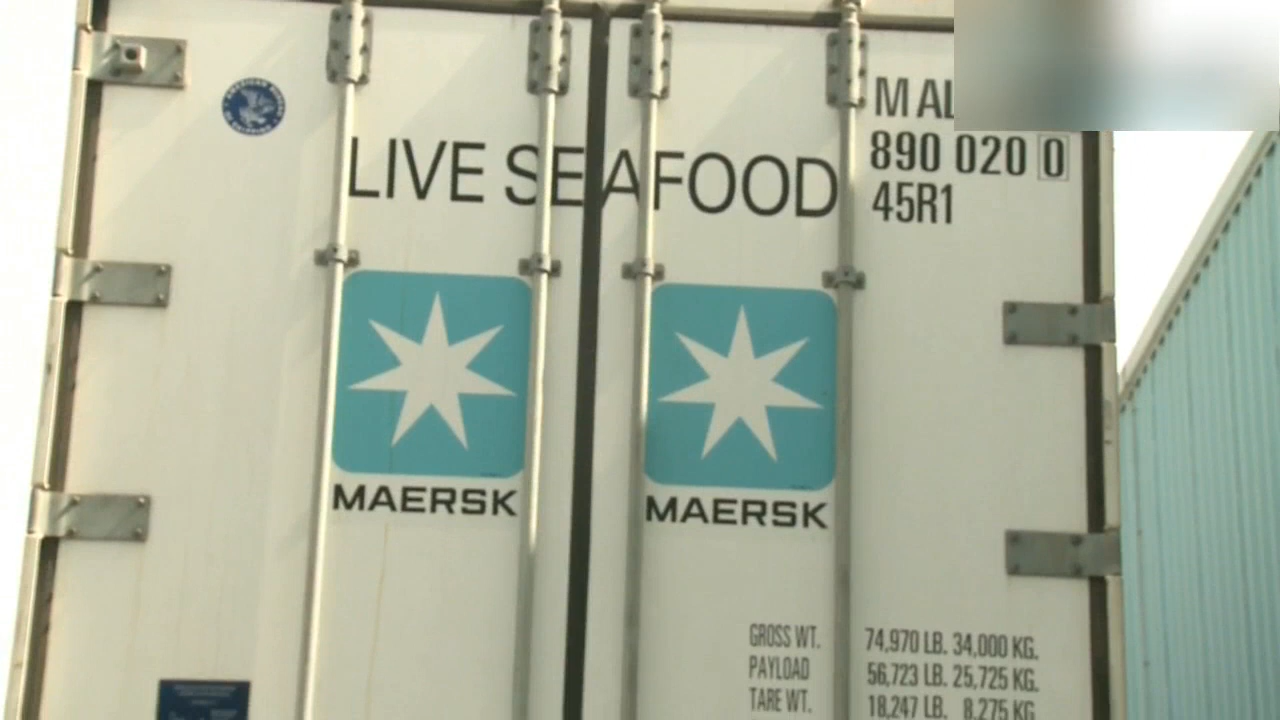 LIVE SEAFOOD
MAERSK
MAERSK
890 020 0
45R1
GROSS WT. 74,970 LB. 34,000 KG.
PAYLOAD 56,723 LB. 25,725 KG.
TARE WT. 18,247 LB. 8,275 KG.